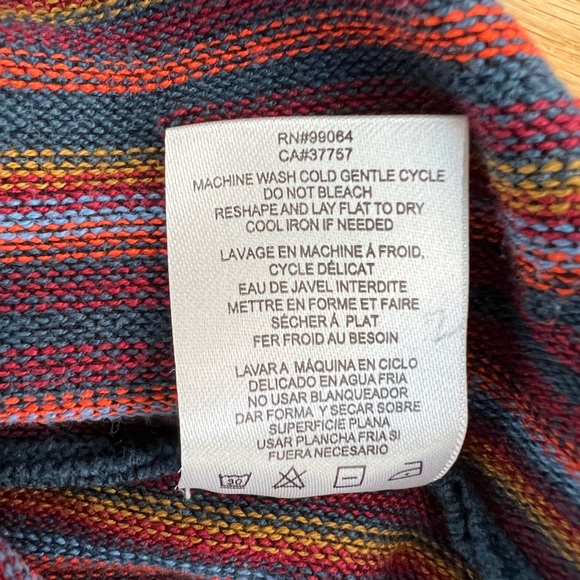 RN#99064
CA#37757
MACHINE WASH COLD GENTLE CYCLE
DO NOT BLEACH
RESHAPE AND LAY FLAT TO DRY
COOL IRON IF NEEDED
LAVAGE EN MACHINE À FROID,
CYCLE DÉLICAT
EAU DE JAVEL INTERDITE
METTRE EN FORME ET FAIRE
SÉCHER À PLAT
FER FROID AU BESOIN
LAVAR A MÁQUINA EN CICLO
DELICADO EN AGUA FRIA
NO USAR BLANQUEADOR
DAR FORMA Y SECAR SOBRE
SUPERFICIE PLANA
USAR PLANCHA FRIA SI
FUERA NECESARIO
30